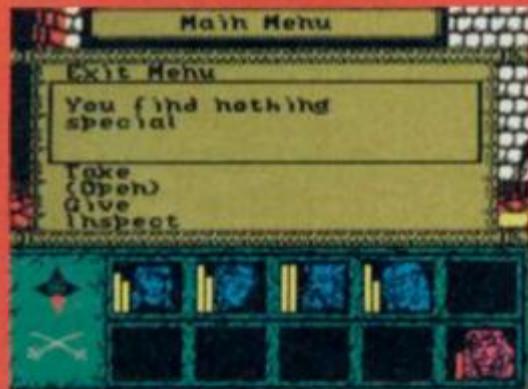 Main Menu
Exit Menu
You find nothing
special
Take
(Open)
Give
Inspect